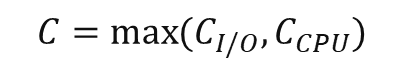 C = max(C_{I/O}, C_{CPU})